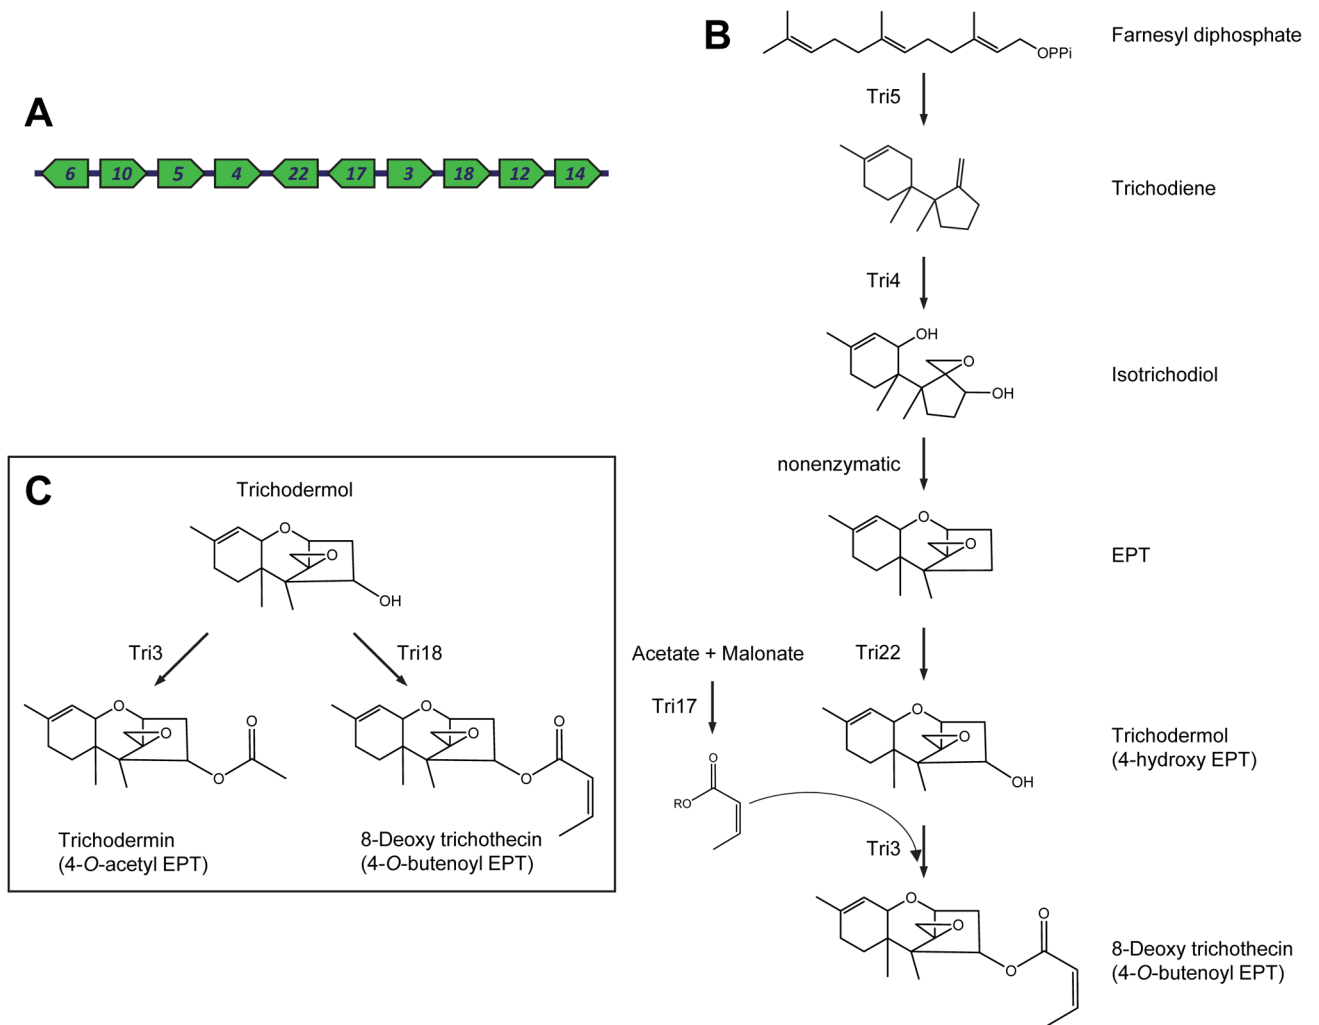 A
6 10 5 4 22 17 3 18 12 14
B
Farnesyl diphosphate
OPPi
Tri5
Trichodiene
Tri4
OH
O
OH
Isotrichodiol
nonenzymatic
O
O
EPT
Acetate + Malonate
Tri22
Tri17
O
RO
O
O
OH
Trichodermol
(4-hydroxy EPT)
Tri3
O
O
O
O
8-Deoxy trichothecin
(4-O-butenoyl EPT)
C
Trichodermol
O
O
OH
Tri3
Tri18
O
O
O
O
Trichodermin
(4-O-acetyl EPT)
O
O
O
O
8-Deoxy trichothecin
(4-O-butenoyl EPT)